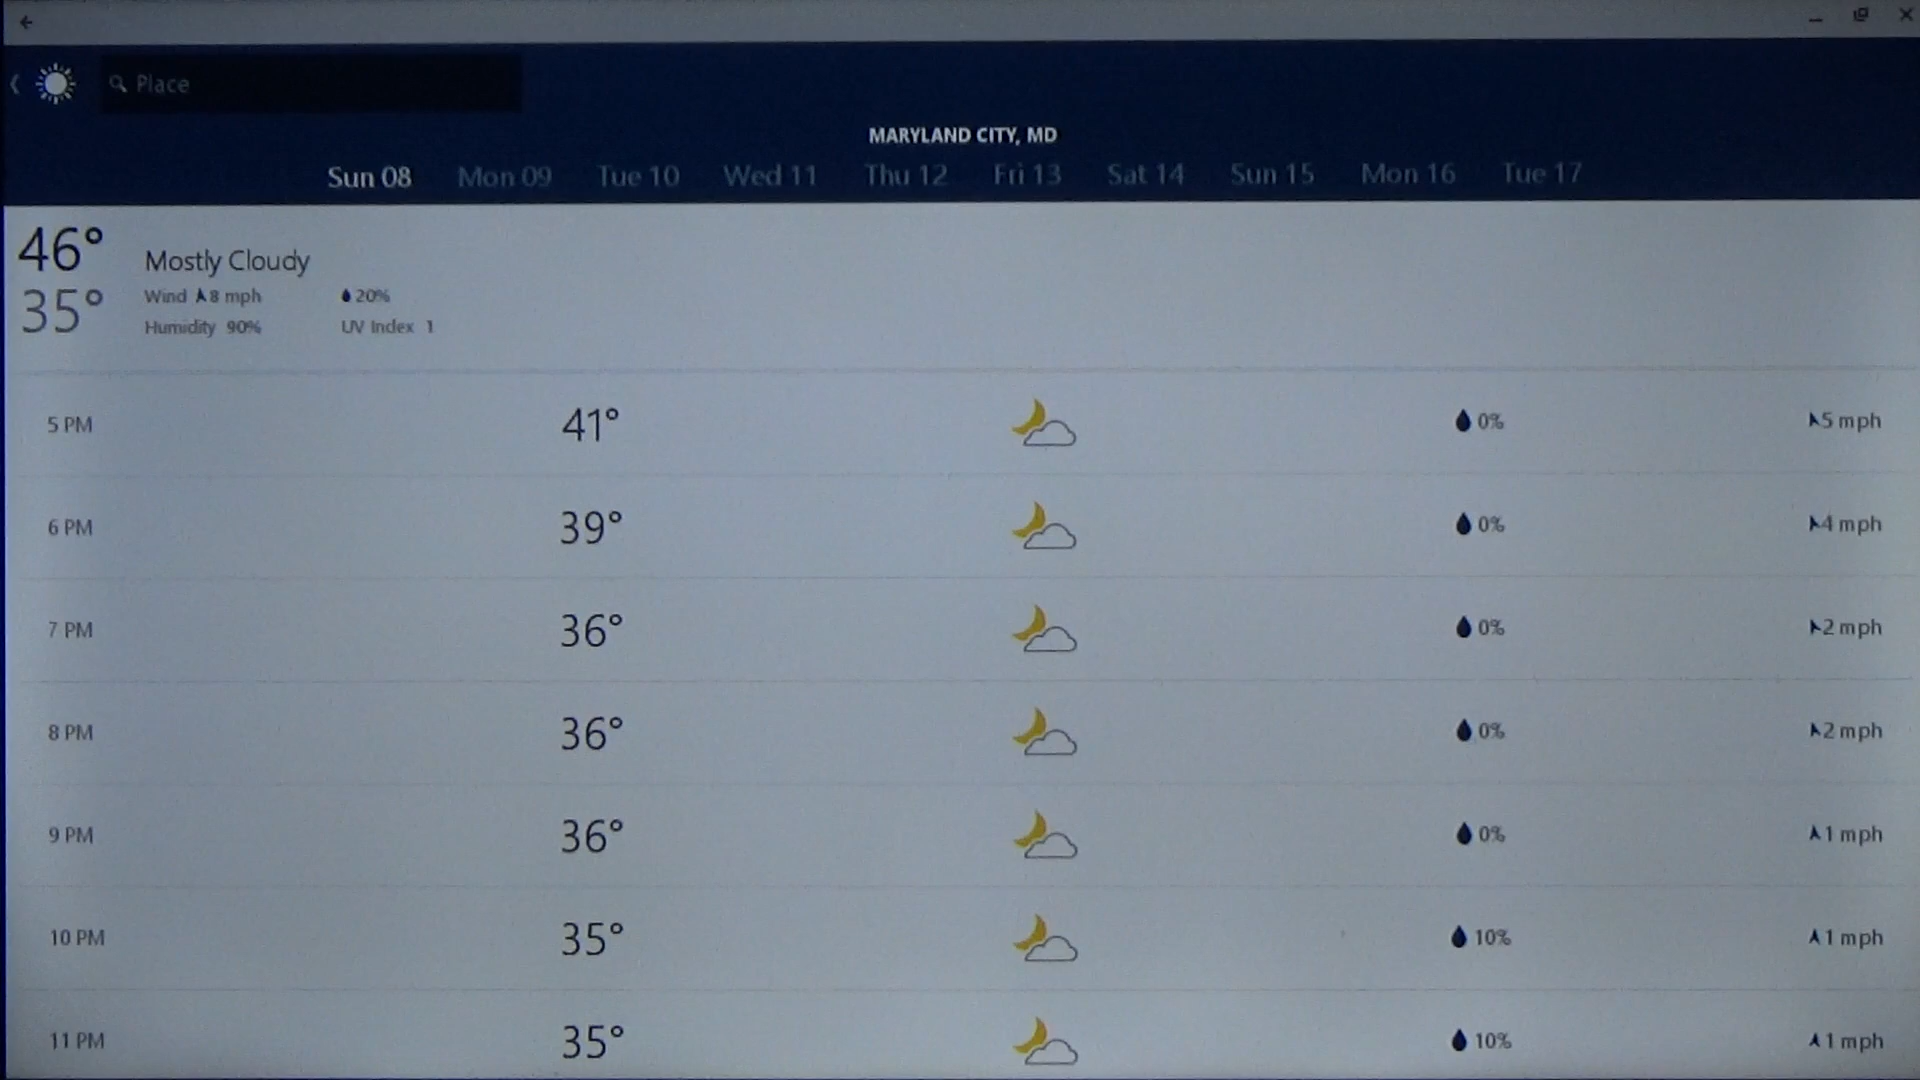 Place
MARYLAND CITY, MD
Sun 08 Mon 09 Tue 10 Wed 11 Thu 12 Fri 13 Sat 14 Sun 15 Mon 16 Tue 17
46° Mostly Cloudy
35° Wind 8 mph 20%
Humidity 90% UV Index 1
5 PM 41° 0% 5 mph
6 PM 39° 0% 4 mph
7 PM 36° 0% 2 mph
8 PM 36° 0% 2 mph
9 PM 36° 0% 1 mph
10 PM 35° 10% 1 mph
11 PM 35° 10% 1 mph